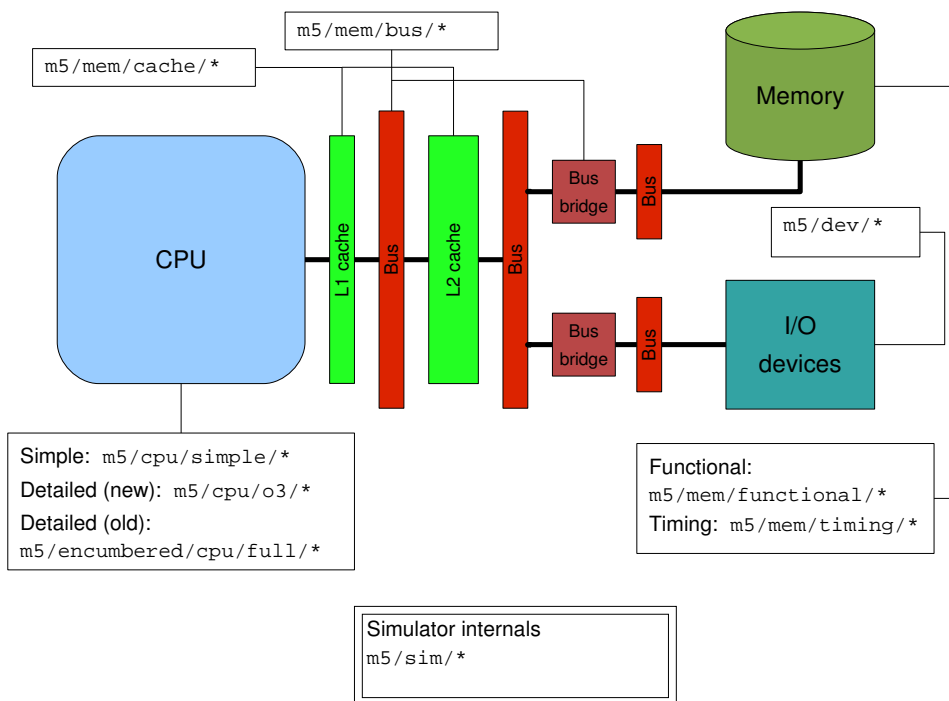 m5/mem/bus/*
m5/mem/cache/*
Memory
CPU
L1 cache
Bus
L2 cache
Bus
Bus
bridge
Bus
m5/dev/*
Bus
bridge
Bus
I/O
devices
Simple: m5/cpu/simple/*
Detailed (new): m5/cpu/o3/*
Detailed (old):
m5/encumbered/cpu/full/*
Functional:
m5/mem/functional/*
Timing: m5/mem/timing/*
Simulator internals
m5/sim/*